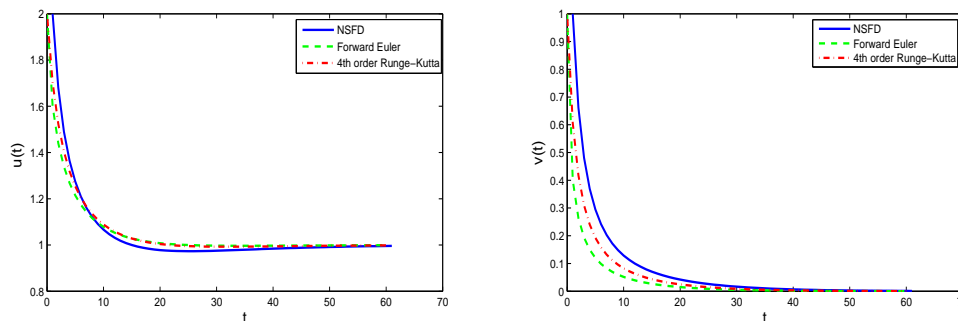 2
1.8
1.6
1.4
1.2
1
0.8
u(t)
0 10 20 30 40 50 60 70
t
NSFD
Forward Euler
4th order Runge−Kutta
1
0.9
0.8
0.7
0.6
0.5
0.4
0.3
0.2
0.1
0
v(t)
0 10 20 30 40 50 60 70
t
NSFD
Forward Euler
4th order Runge−Kutta